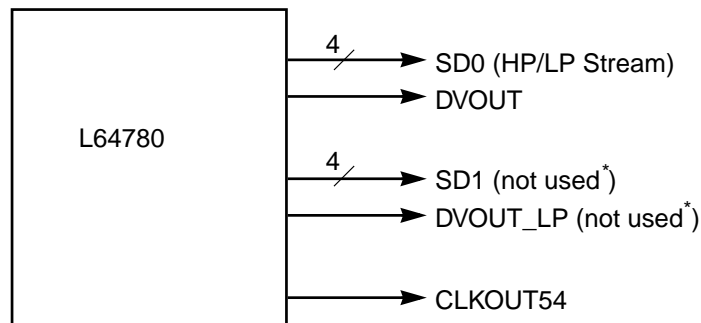 4
SD0 (HP/LP Stream)
DVOUT
L64780
4
SD1 (not used*)
DVOUT_LP (not used*)
CLKOUT54